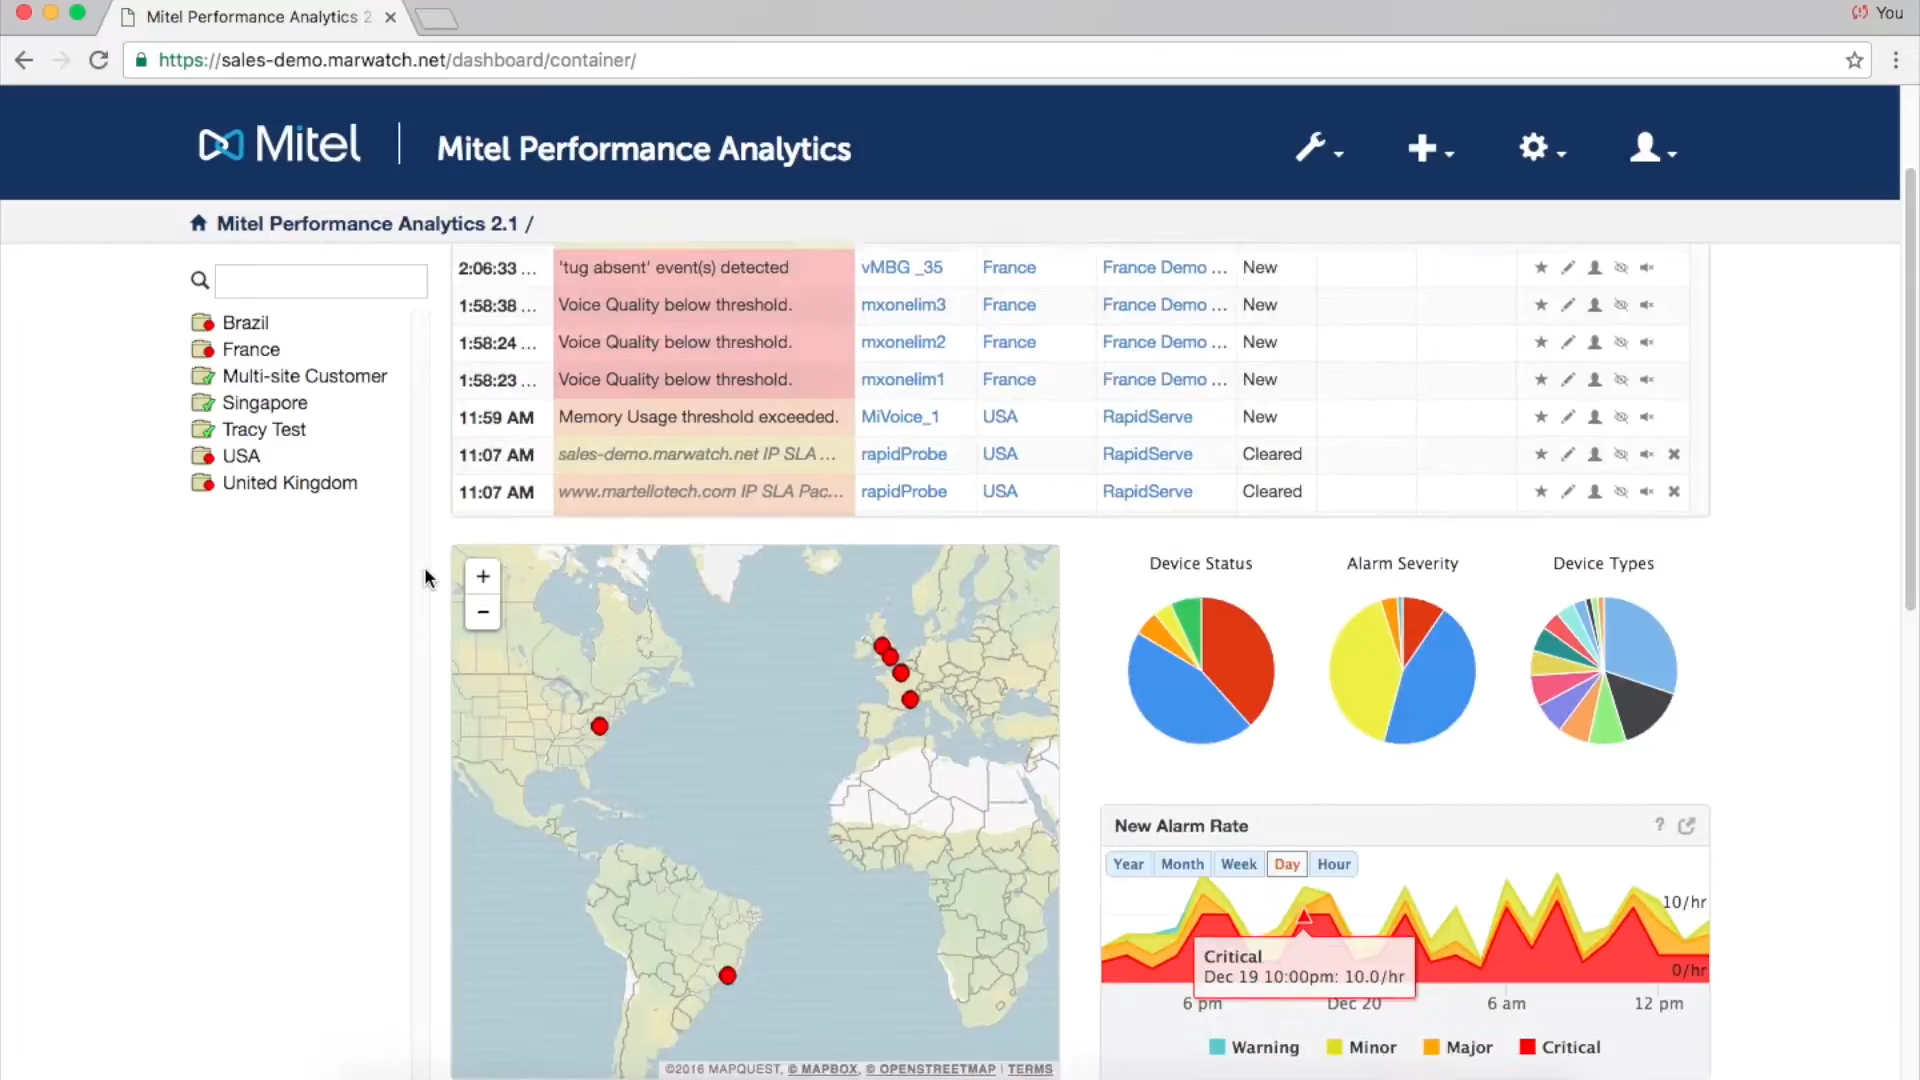 Mitel Performance Analytics 2
You
https://sales-demo.marwatch.net/dashboard/container/
Mitel
Mitel Performance Analytics
Mitel Performance Analytics 2.1 /
Brazil
France
Multi-site Customer
Singapore
Tracy Test
USA
United Kingdom
2:06:33 ... 'tug absent' event(s) detected vMBG _35 France France Demo ... New
1:58:38 ... Voice Quality below threshold. mxonelim3 France France Demo ... New
1:58:24 ... Voice Quality below threshold. mxonelim2 France France Demo ... New
1:58:23 ... Voice Quality below threshold. mxonelim1 France France Demo ... New
11:59 AM Memory Usage threshold exceeded. MiVoice_1 USA RapidServe New
11:07 AM sales-demo.marwatch.net IP SLA ... rapidProbe USA RapidServe Cleared
11:07 AM www.martellotech.com IP SLA Pac... rapidProbe USA RapidServe Cleared
+
−
©2016 MAPQUEST, © MAPBOX, © OPENSTREETMAP | TERMS
Device Status Alarm Severity Device Types
New Alarm Rate ?
Year Month Week Day Hour
10/hr
Critical
Dec 19 10:00pm: 10.0/hr
0/hr
6 pm Dec 20 6 am 12 pm
Warning Minor Major Critical